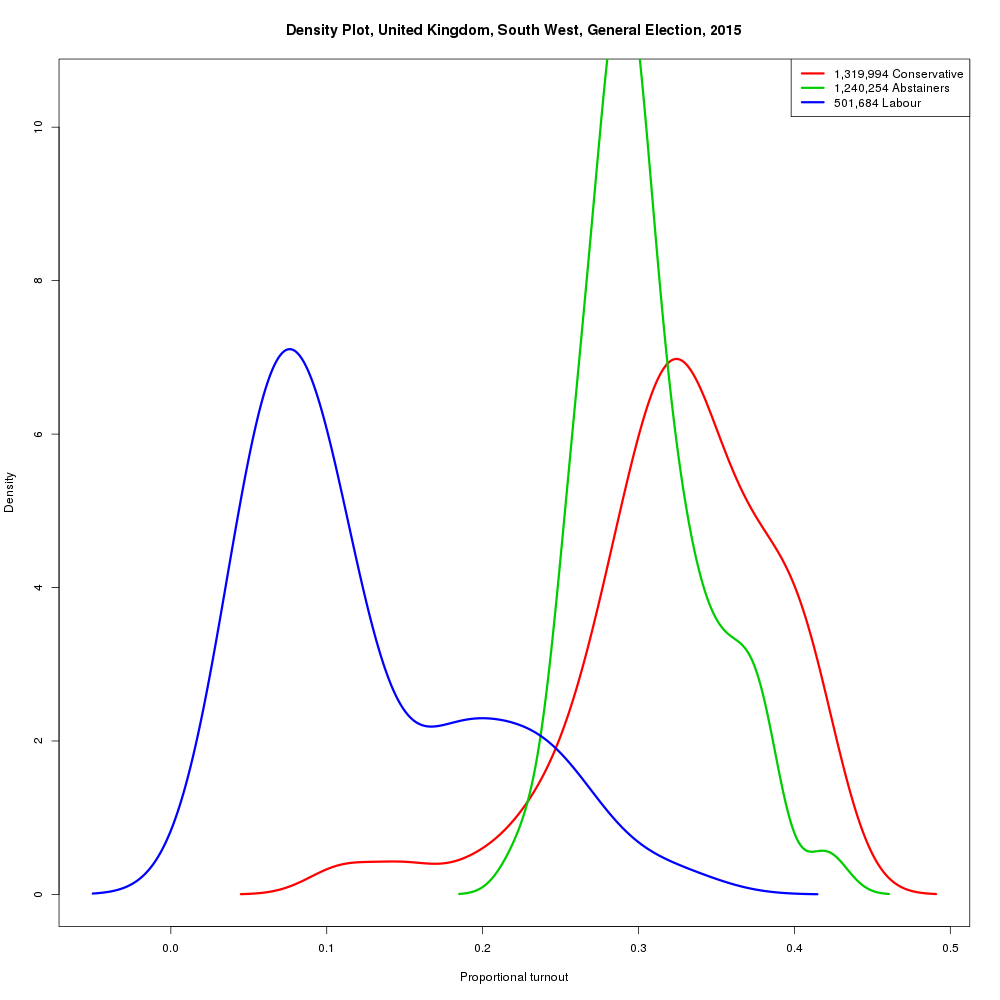 Density Plot, United Kingdom, South West, General Election, 2015
1,319,994 Conservative
1,240,254 Abstainers
501,684 Labour
Density
10
8
6
4
2
0
0.0 0.1 0.2 0.3 0.4 0.5
Proportional turnout